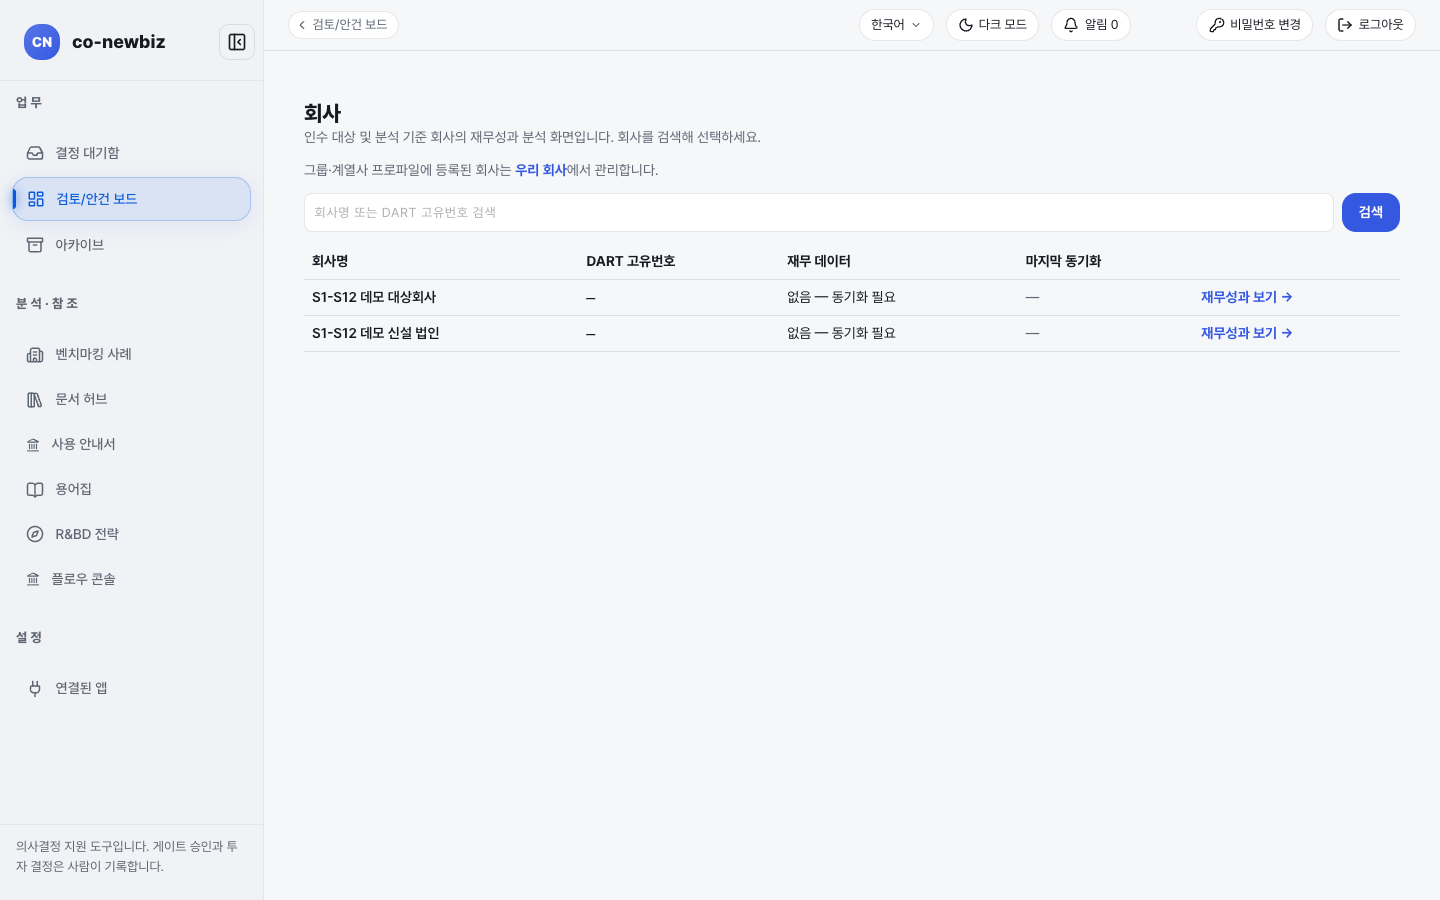 CN co-newbiz
검토/안건 보드
한국어
다크 모드
알림 0
비밀번호 변경
로그아웃
업무
결정 대기함
검토/안건 보드
아카이브
분석·참조
벤치마킹 사례
문서 허브
사용 안내서
용어집
R&BD 전략
플로우 콘솔
설정
연결된 앱
의사결정 지원 도구입니다. 게이트 승인과 투
자 결정은 사람이 기록합니다.
회사
인수 대상 및 분석 기준 회사의 재무성과 분석 화면입니다. 회사를 검색해 선택하세요.
그룹·계열사 프로파일에 등록된 회사는 우리 회사에서 관리합니다.
회사명 또는 DART 고유번호 검색
검색
회사명 DART 고유번호 재무 데이터 마지막 동기화
S1-S12 데모 대상회사 – 없음 — 동기화 필요 — 재무성과 보기 →
S1-S12 데모 신설 법인 – 없음 — 동기화 필요 — 재무성과 보기 →